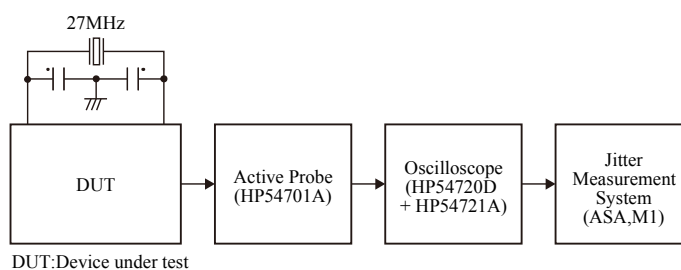 27MHz
DUT
Active Probe
(HP54701A)
Oscilloscope
(HP54720D
+ HP54721A)
Jitter
Measurement
System
(ASA,M1)
DUT:Device under test